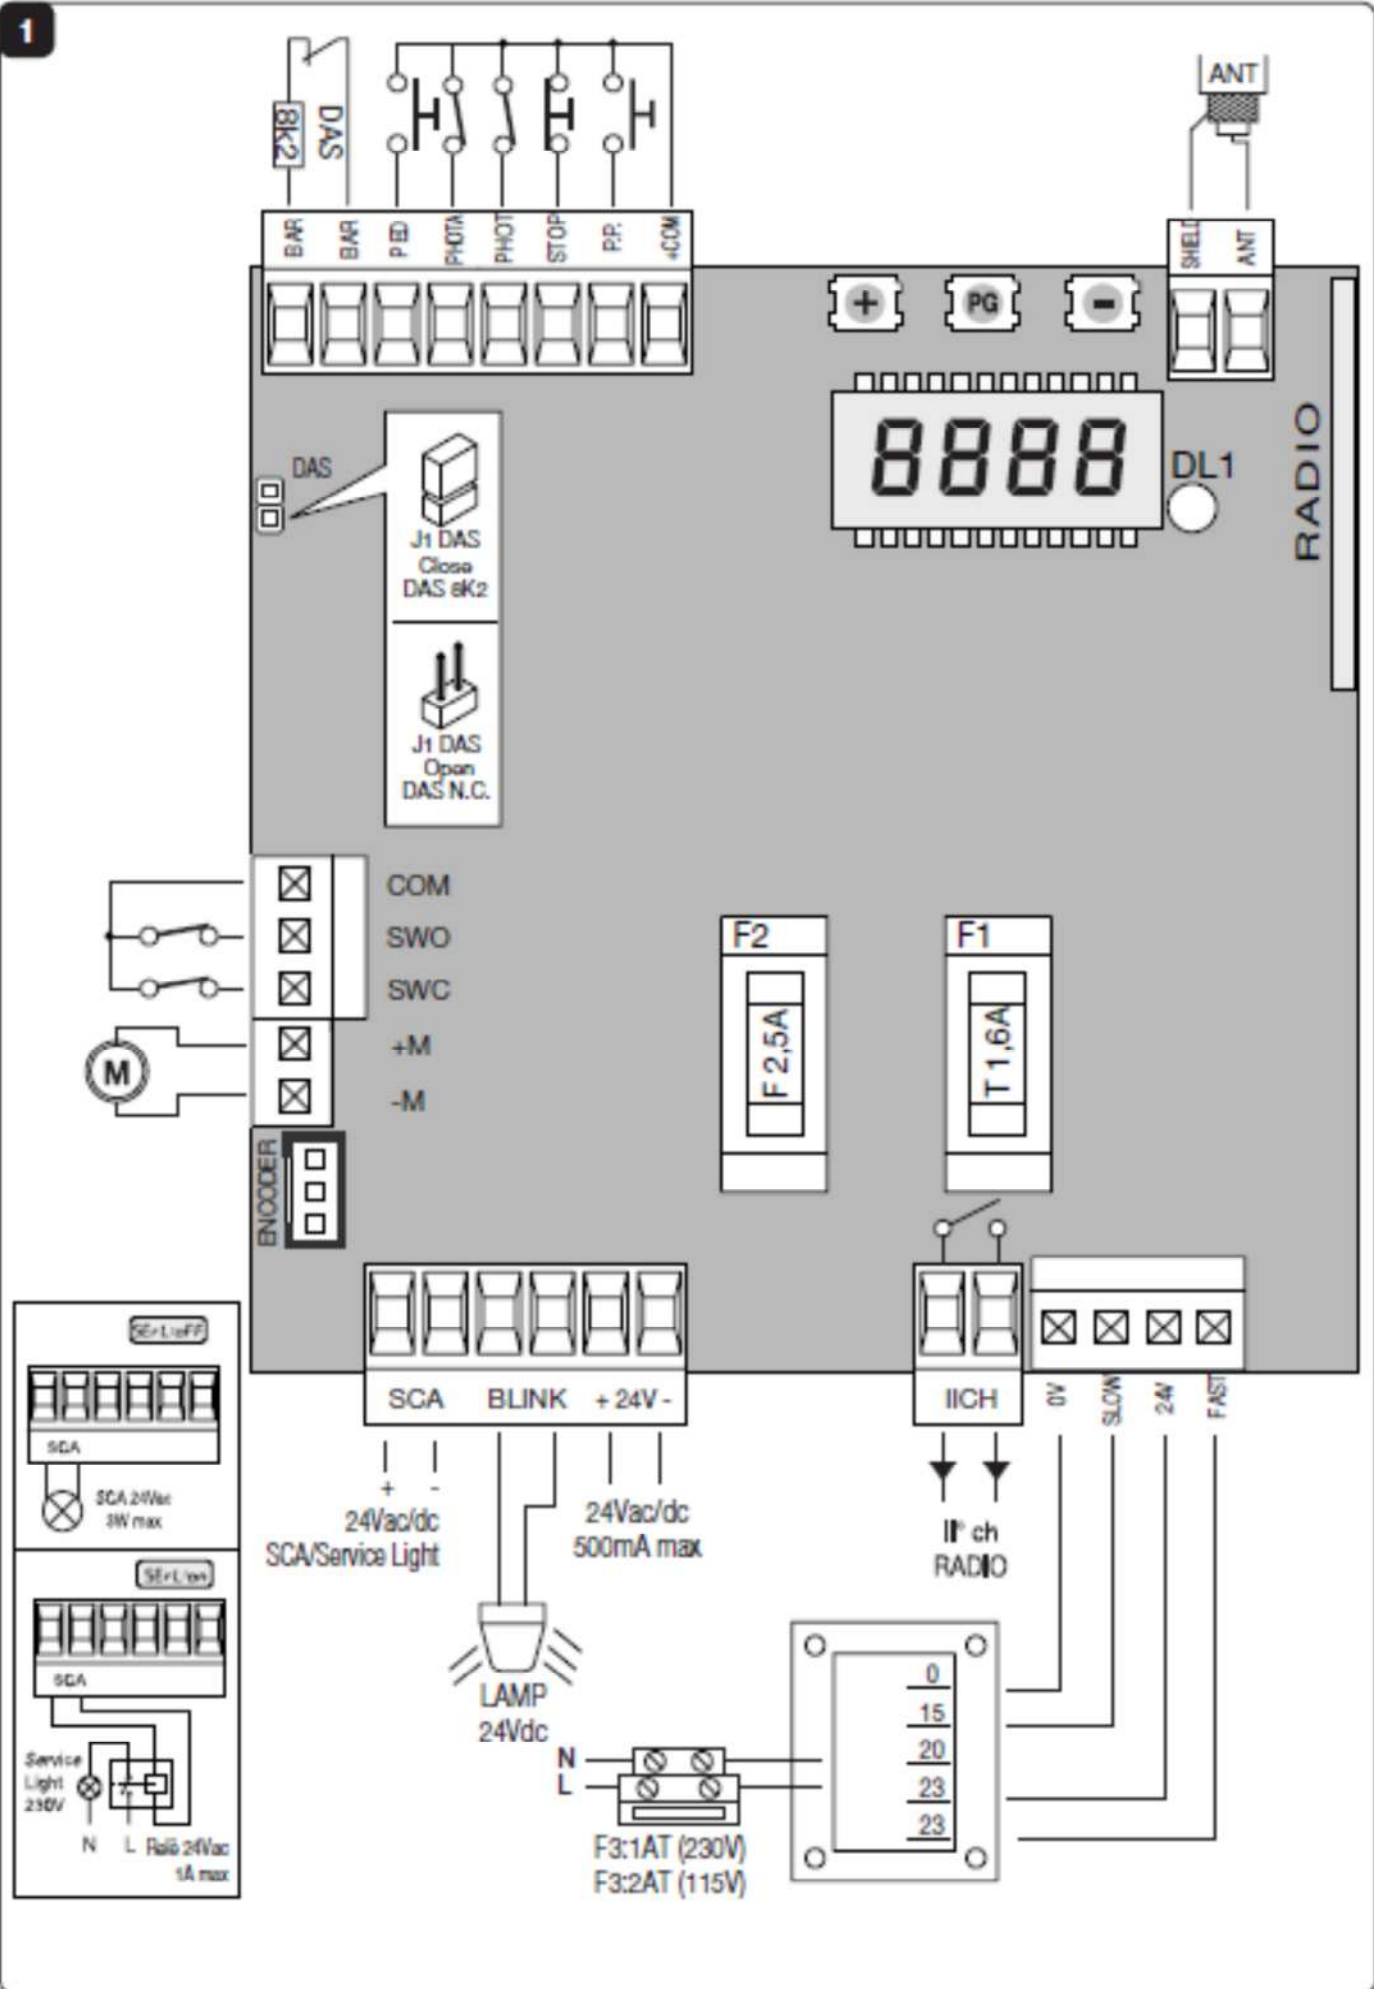 1
ANT
8K2
DAS
BAR
BAR
PED
PHOTA
PHOT
STOP
P.P.
+COM
SHIELD
ANT
+
PG
-
8888
DL1
RADIO
DAS
J1 DAS
Close
DAS 8K2
J1 DAS
Open
DAS N.C.
COM
SWO
SWC
+M
-M
M
ENCODER
F2
F 2,5A
F1
T 1,6A
SCA
BLINK
+ 24V -
IICH
0V
SLOW
24V
FAST
+ -
24Vac/dc
SCA/Service Light
24Vac/dc
500mA max
II° ch
RADIO
LAMP
24Vdc
N
L
F3:1AT (230V)
F3:2AT (115V)
0
15
20
23
23
SCA
SCA 24Vac
3W max
SCA
Service
Light
230V
N
L
Relè 24Vac
1A max